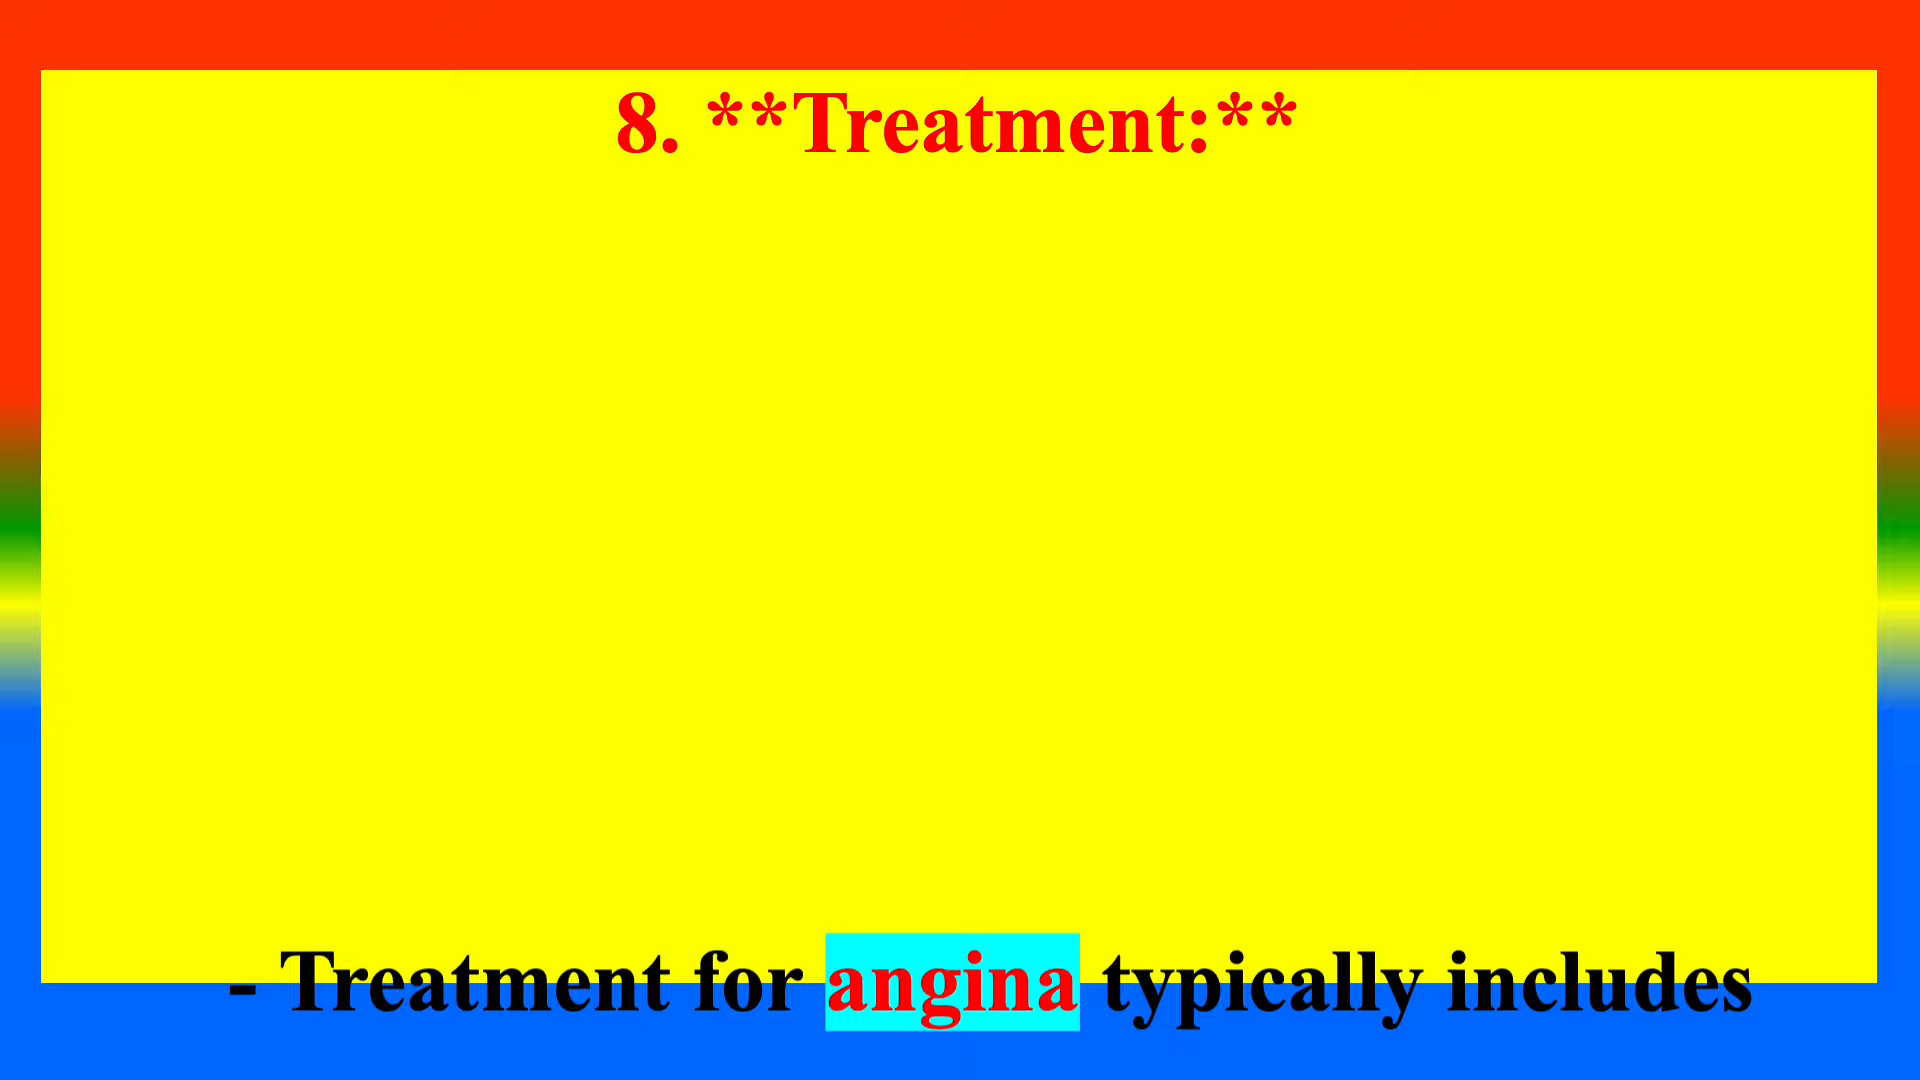 8. **Treatment:**
- Treatment for angina typically includes